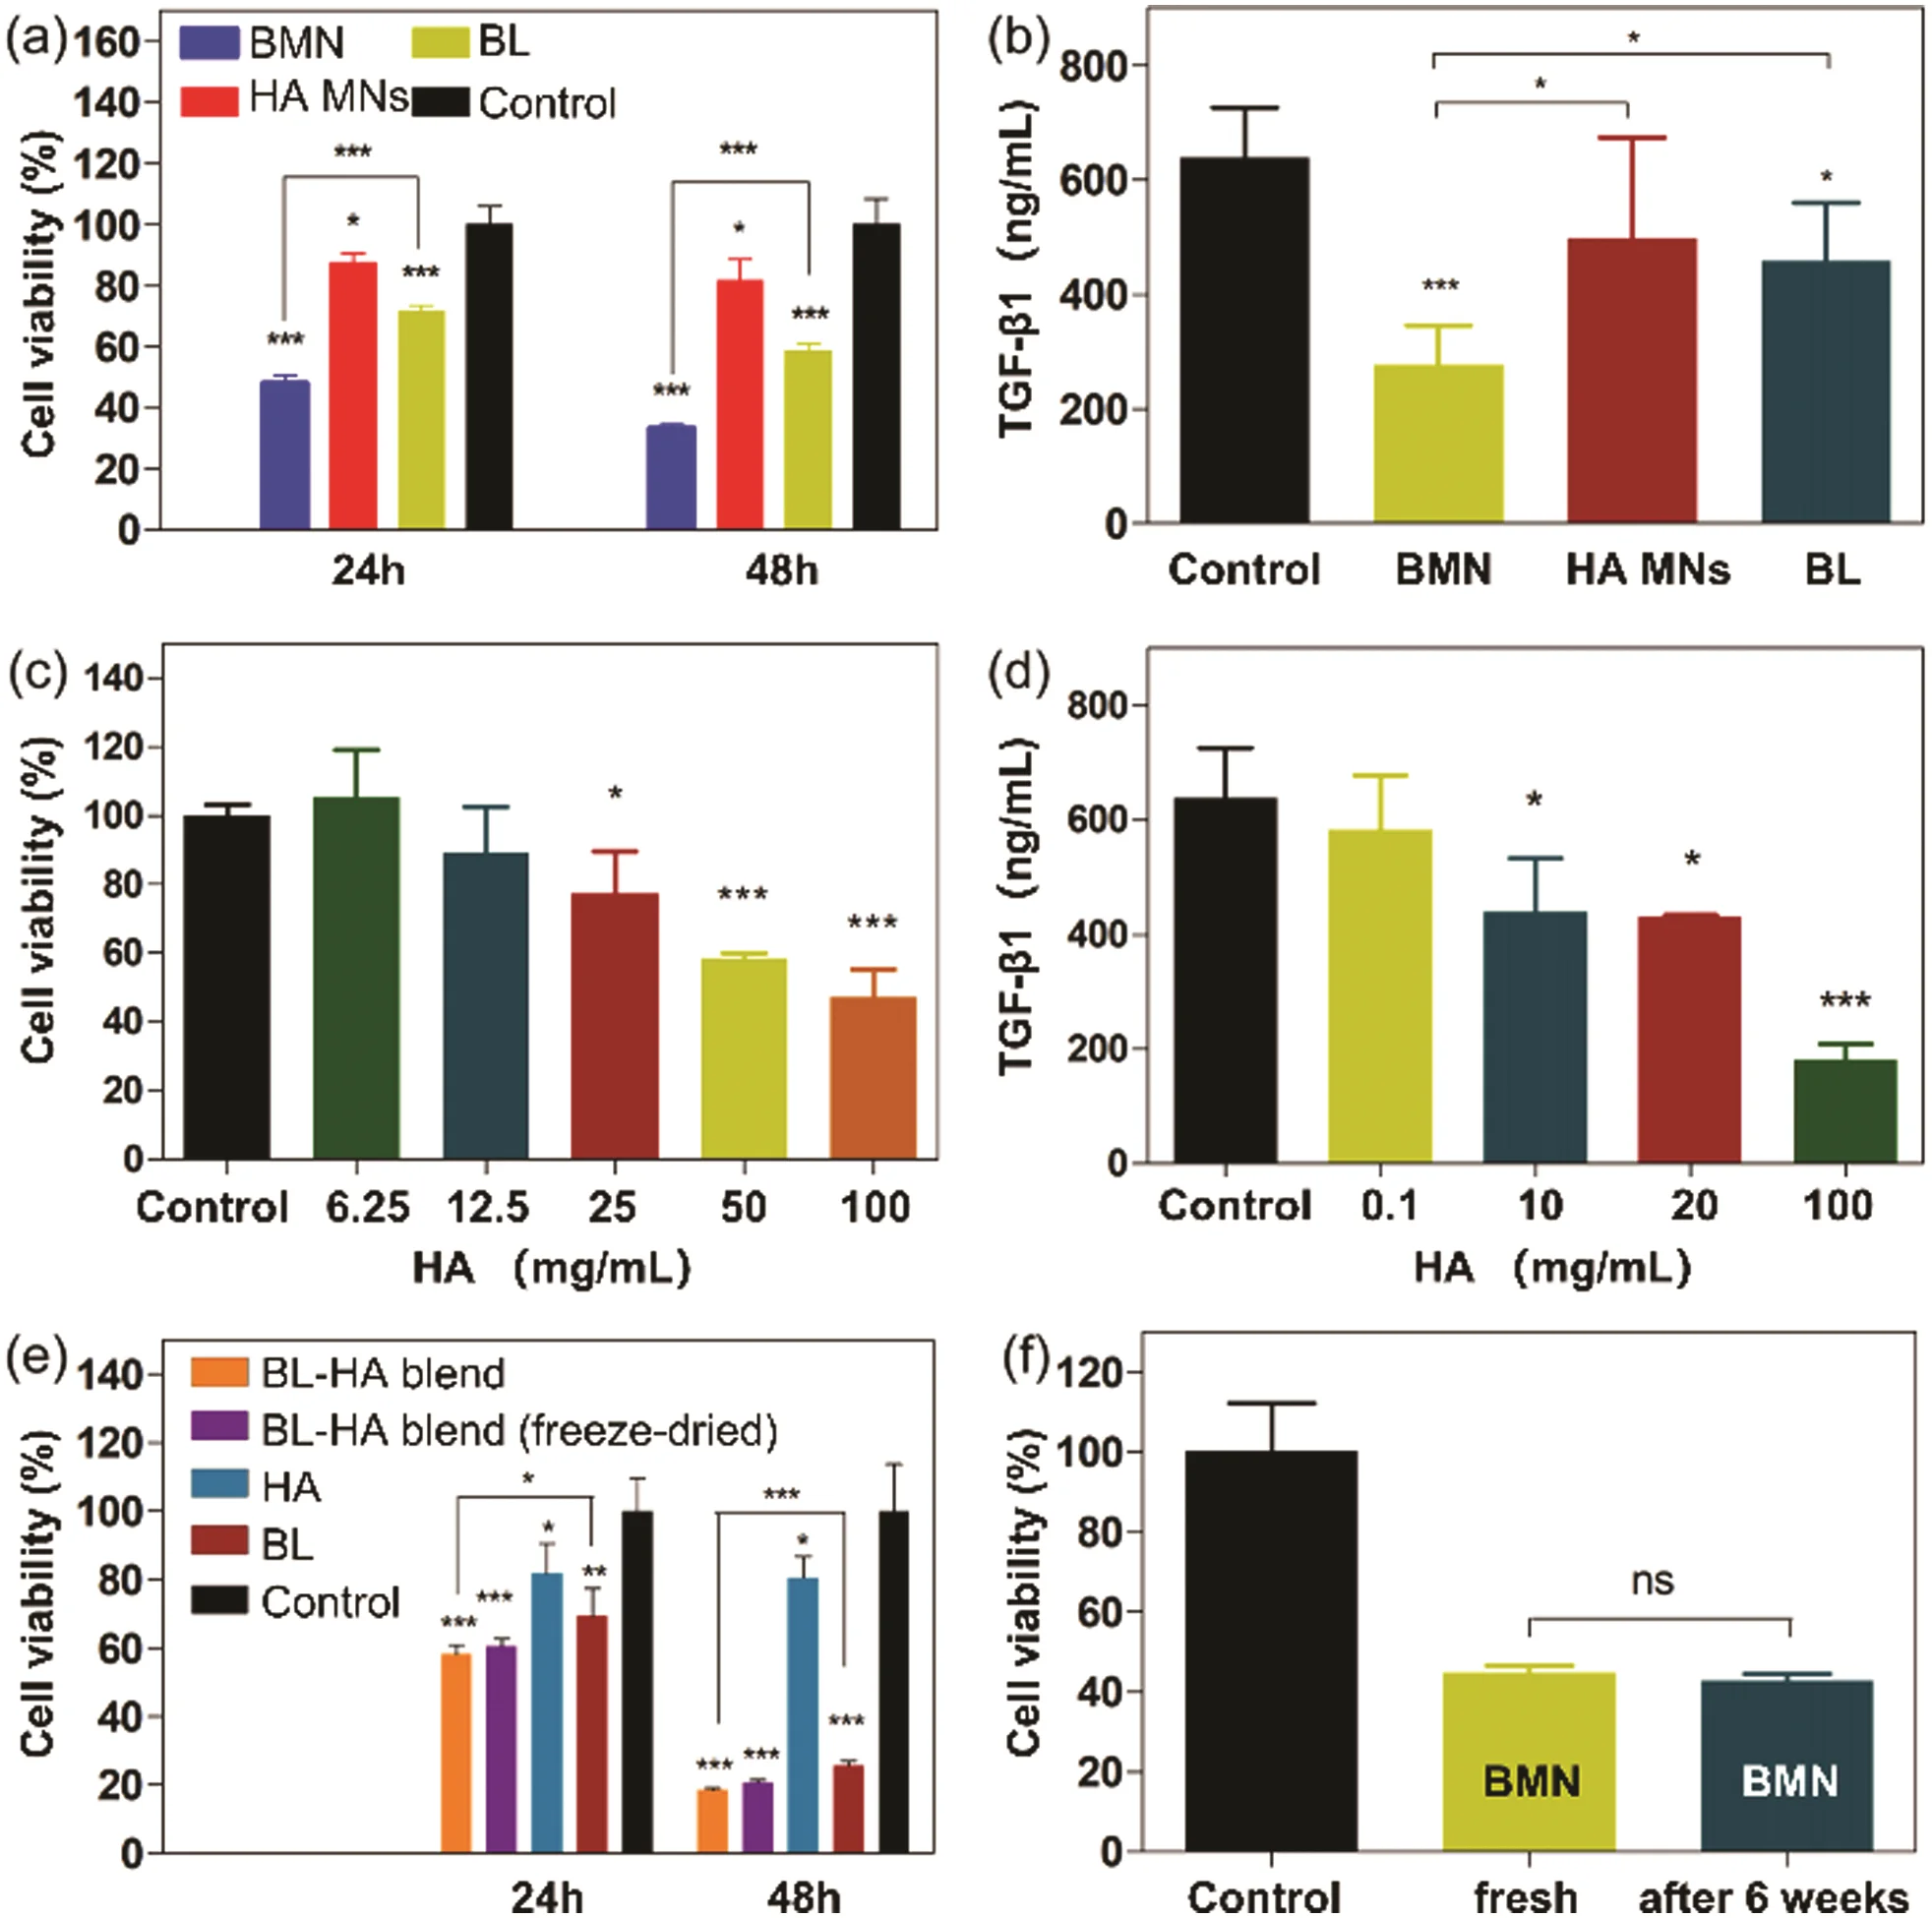 (a)
Cell viability (%)
160
140
120
100
80
60
40
20
0
BMN
BL
HA MNs
Control
***
*
***
***
***
*
***
***
24h
48h
(b)
TGF-β1 (ng/mL)
800
600
400
200
0
*
*
***
*
Control
BMN
HA MNs
BL
(c)
Cell viability (%)
140
120
100
80
60
40
20
0
*
***
***
Control
6.25
12.5
25
50
100
HA (mg/mL)
(d)
TGF-β1 (ng/mL)
800
600
400
200
0
*
*
***
Control
0.1
10
20
100
HA (mg/mL)
(e)
Cell viability (%)
140
120
100
80
60
40
20
0
BL-HA blend
BL-HA blend (freeze-dried)
HA
BL
Control
*
***
***
*
**
***
***
***
*
***
24h
48h
(f)
Cell viability (%)
120
100
80
60
40
20
0
ns
BMN
BMN
Control
fresh
after 6 weeks